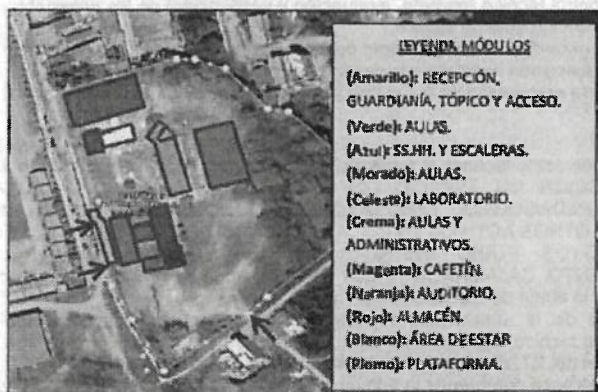 LEYENDA MÓDULOS
(Amarillo): RECEPCIÓN,
GUARDIANÍA, TÓPICO Y ACCESO.
(Verde): AULAS.
(Azul): SS.HH. Y ESCALERAS.
(Morado): AULAS.
(Celeste): LABORATORIO.
(Crema): AULAS Y
ADMINISTRATIVOS.
(Magenta): CAFETÍN.
(Naranja): AUDITORIO.
(Rojo): ALMACÉN.
(Blanco): ÁREA DE ESTAR
(Plomo): PLATAFORMA.